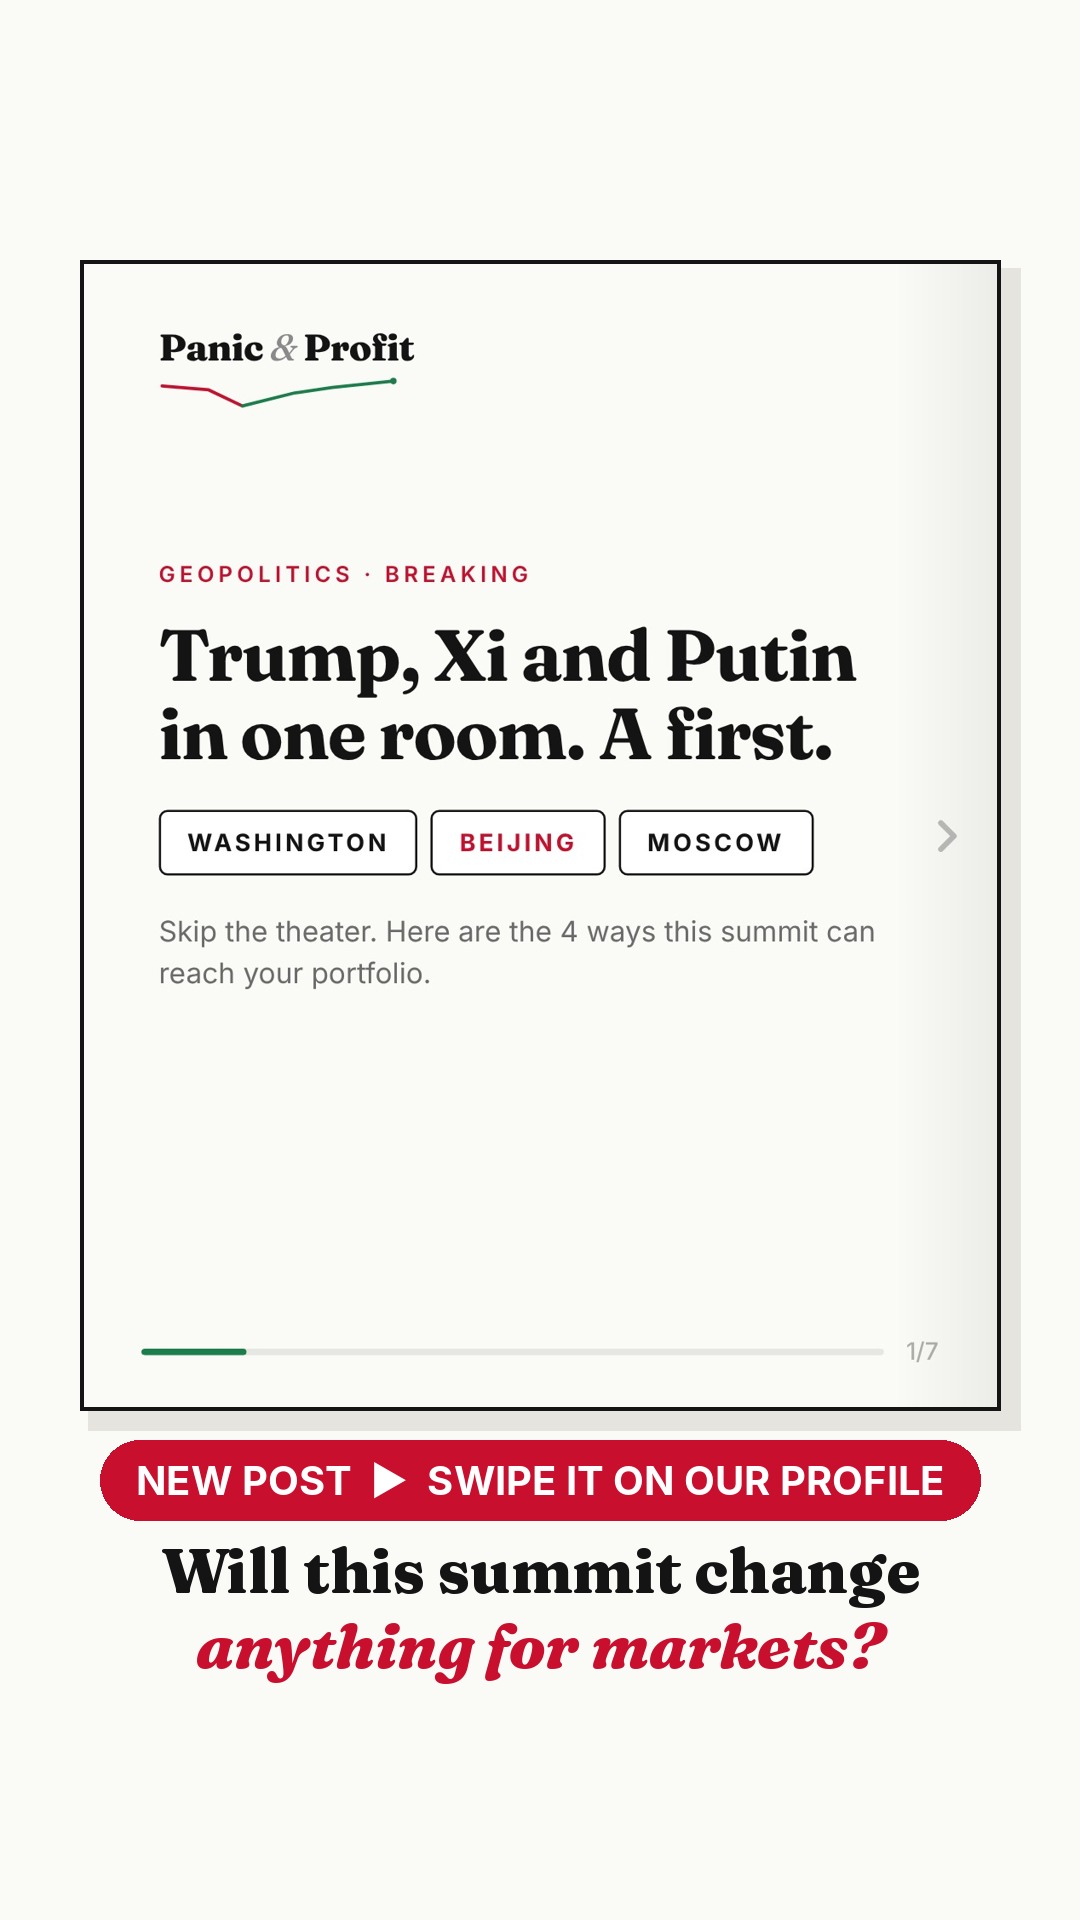 Panic & Profit
GEOPOLITICS · BREAKING
Trump, Xi and Putin
in one room. A first.
WASHINGTON BEIJING MOSCOW
Skip the theater. Here are the 4 ways this summit can
reach your portfolio.
1/7
NEW POST ▶ SWIPE IT ON OUR PROFILE
Will this summit change
anything for markets?